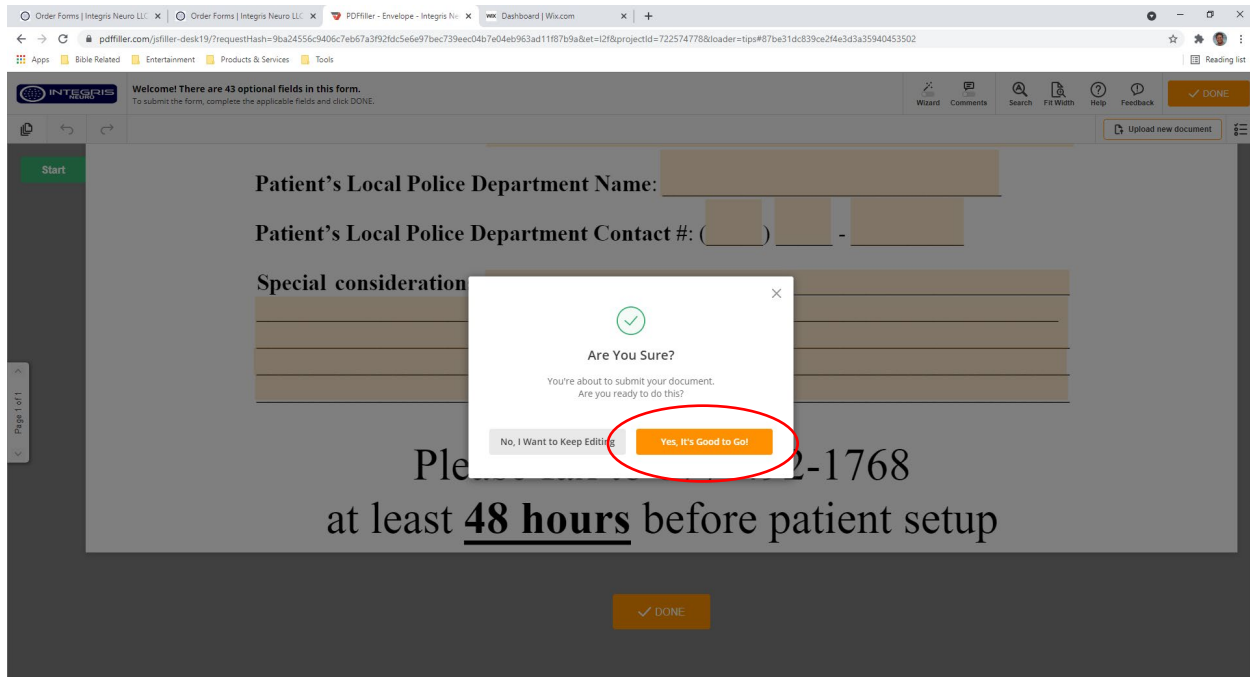 Order Forms | Integris Neuro LLC
Order Forms | Integris Neuro LLC
PDFfiller - Envelope - Integris Ne
WIX Dashboard | Wix.com
pdffiller.com/jsfiller-desk19/?requestHash=9ba24556c9406c7eb67a3f92fdc5e6e97bec739eec04b7e04eb963ad11f87b9a&et=l2f&projectId=722574778&loader=tips#87be31dc839ce2f4e3d3a35940453502
Apps Bible Related Entertainment Products & Services Tools Reading list
INTEGRIS NEURO
Welcome! There are 43 optional fields in this form.
To submit the form, complete the applicable fields and click DONE.
Wizard Comments Search Fit Width Help Feedback DONE
Upload new document
Start
Patient's Local Police Department Name:
Patient's Local Police Department Contact #: ( ) -
Special consideration
Are You Sure?
You're about to submit your document.
Are you ready to do this?
No, I Want to Keep Editing
Yes, It's Good to Go!
Page 1 of 1
2-1768
at least 48 hours before patient setup
DONE